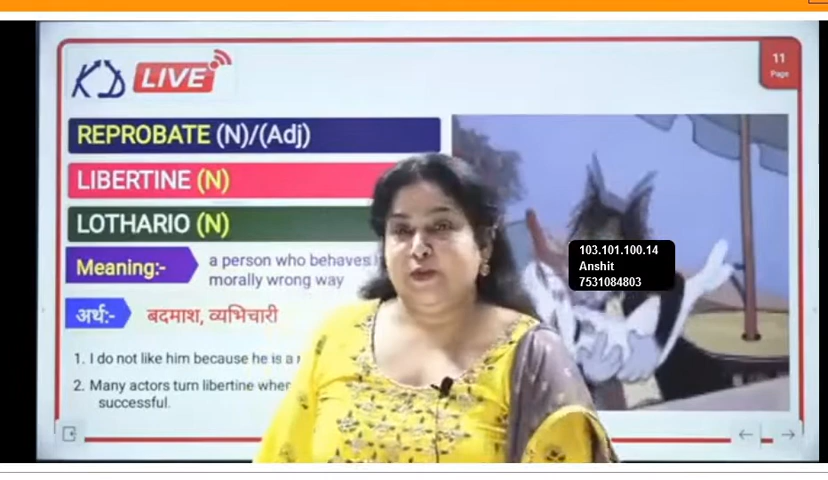 KD LIVE
11
Page
REPROBATE (N)/(Adj)
LIBERTINE (N)
LOTHARIO (N)
Meaning:- a person who behaves
morally wrong way
अर्थ:- बदमाश, व्यभिचारी
1. I do not like him because he is a
2. Many actors turn libertine when
successful.
103.101.100.14
Anshit
7531084803